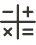 − +
× =